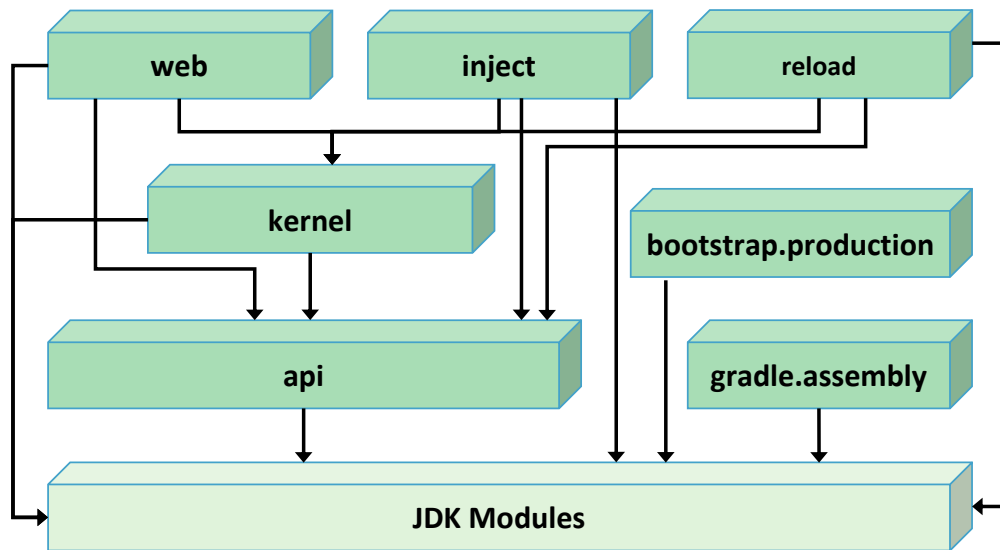 web
inject
reload
kernel
bootstrap.production
api
gradle.assembly
JDK Modules